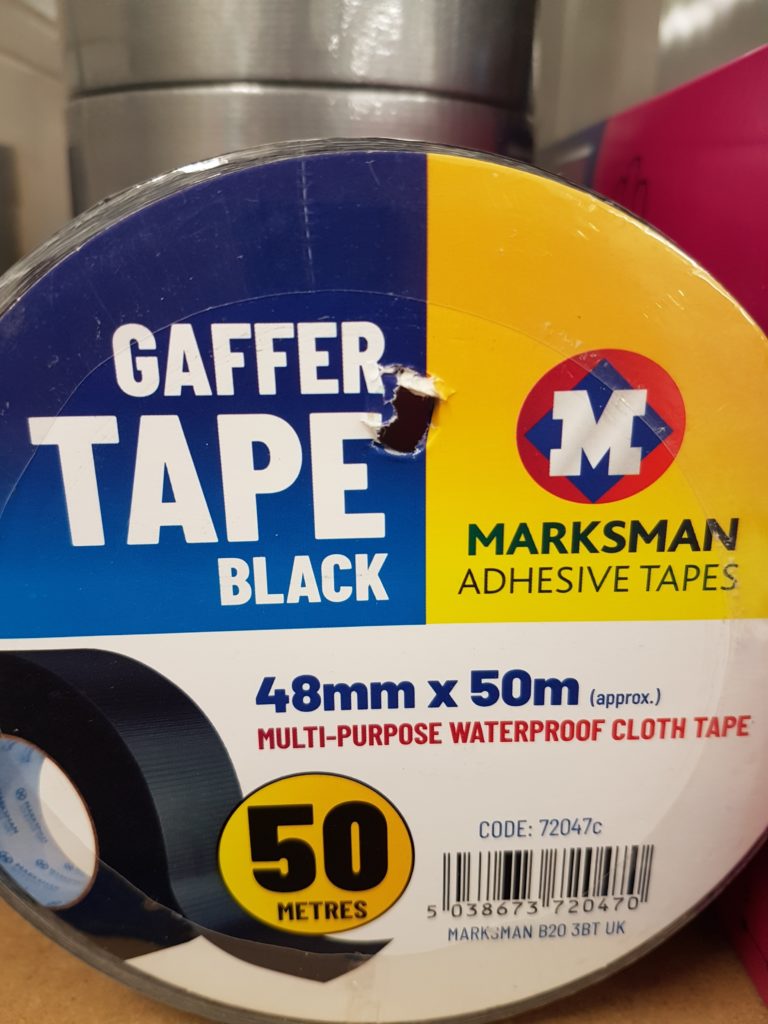 GAFFER
TAPE
BLACK
M
MARKSMAN
ADHESIVE TAPES
48mm x 50m (approx.)
MULTI-PURPOSE WATERPROOF CLOTH TAPE
50
METRES
CODE: 72047c
5 038673 720470
MARKSMAN B20 3BT UK
MARKSMAN